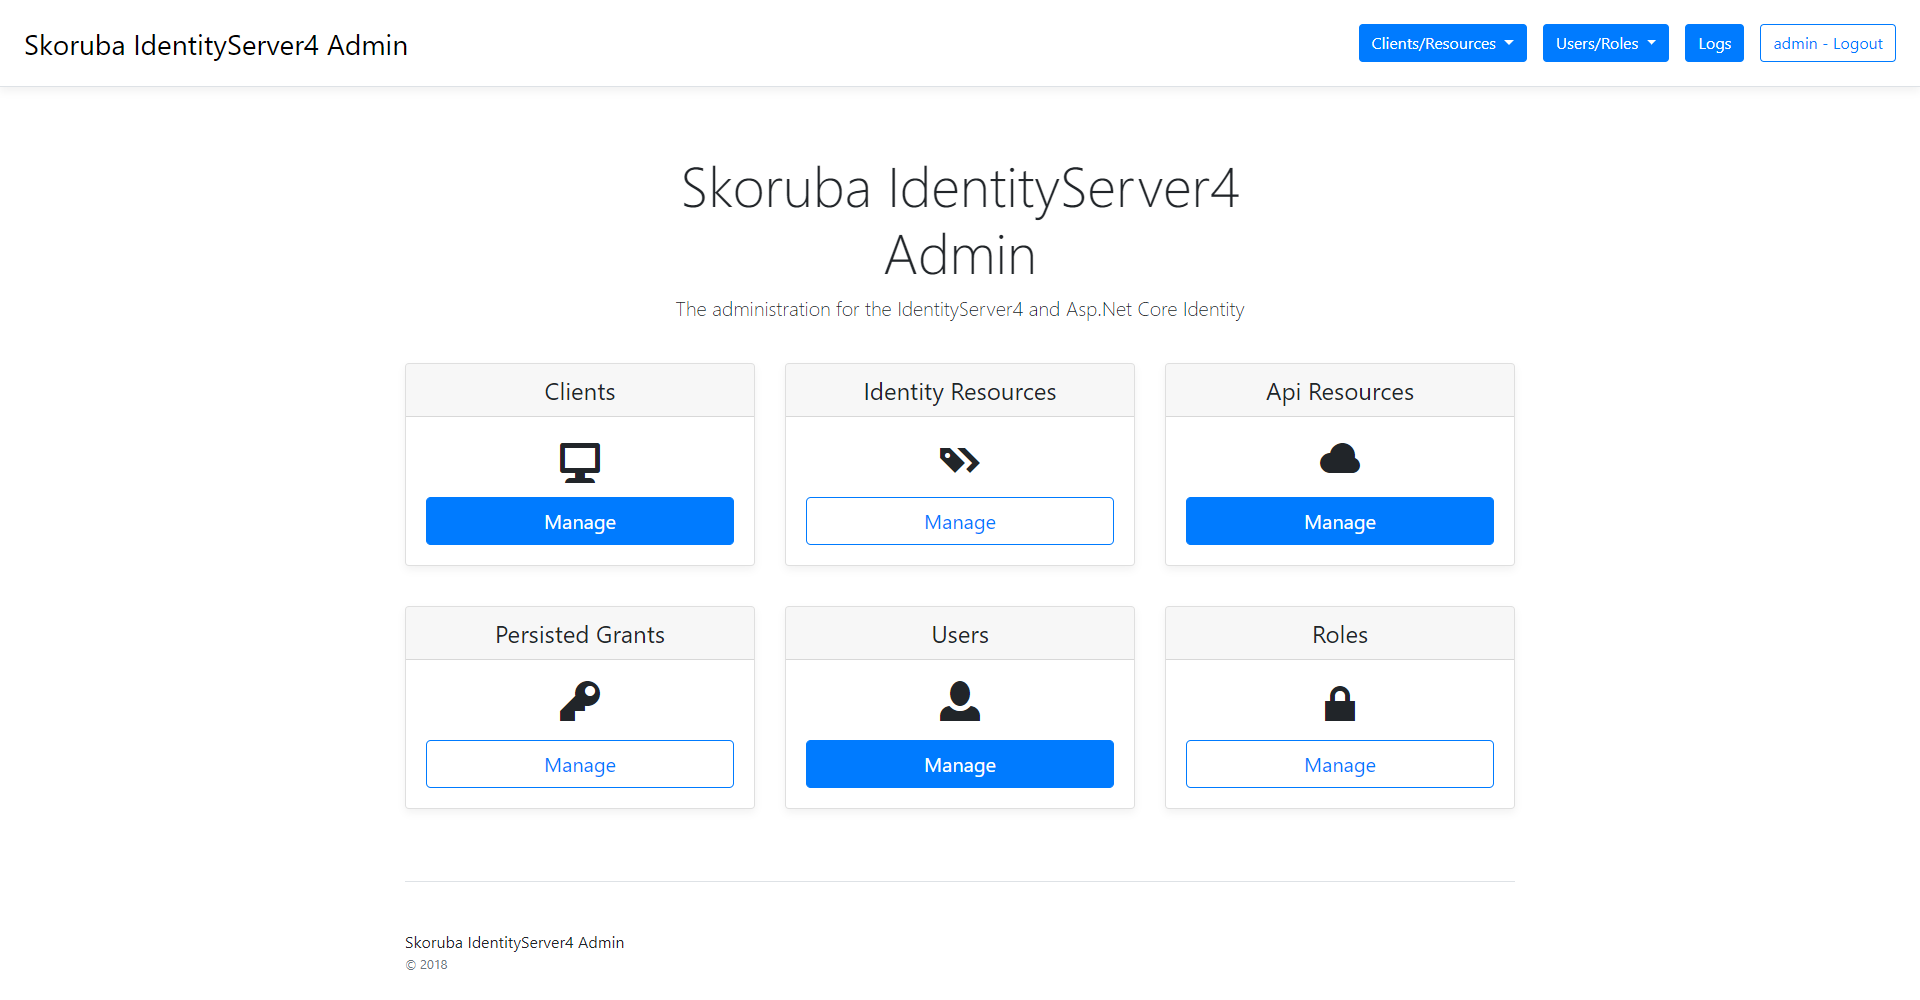 Skoruba IdentityServer4 Admin
Clients/Resources
Users/Roles
Logs
admin - Logout
Skoruba IdentityServer4
Admin
The administration for the IdentityServer4 and Asp.Net Core Identity
Clients
Manage
Identity Resources
Manage
Api Resources
Manage
Persisted Grants
Manage
Users
Manage
Roles
Manage
Skoruba IdentityServer4 Admin
© 2018